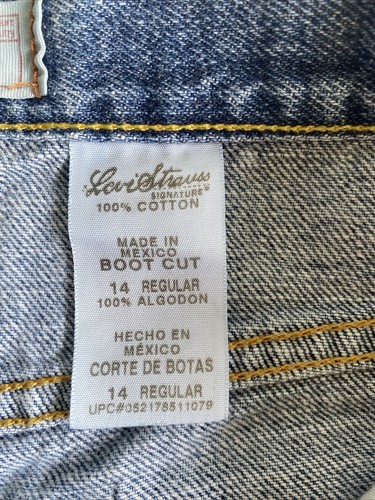 Levi Strauss
SIGNATURE®
100% COTTON
MADE IN
MEXICO
BOOT CUT
14 REGULAR
100% ALGODON
HECHO EN
MÉXICO
CORTE DE BOTAS
14 REGULAR
UPC#052178511079